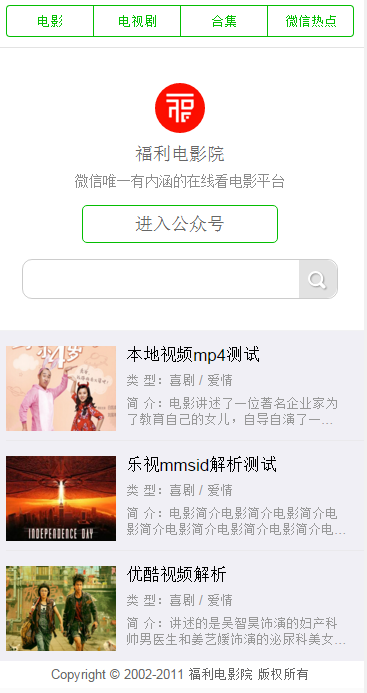 电影
电视剧
合集
微信热点
福
福利电影院
微信唯一有内涵的在线看电影平台
进入公众号
本地视频mp4测试
类 型：喜剧 / 爱情
简 介：电影讲述了一位著名企业家为
了教育自己的女儿，自导自演了一...
乐视mmsid解析测试
类 型：喜剧 / 爱情
简 介：电影简介电影简介电影简介电
影简介电影简介电影简介电影简介电...
INDEPENDENCE DAY
优酷视频解析
类 型：喜剧 / 爱情
简 介：讲述的是吴智昊饰演的妇产科
帅男医生和姜艺媛饰演的泌尿科美女...
Copyright © 2002-2011 福利电影院 版权所有